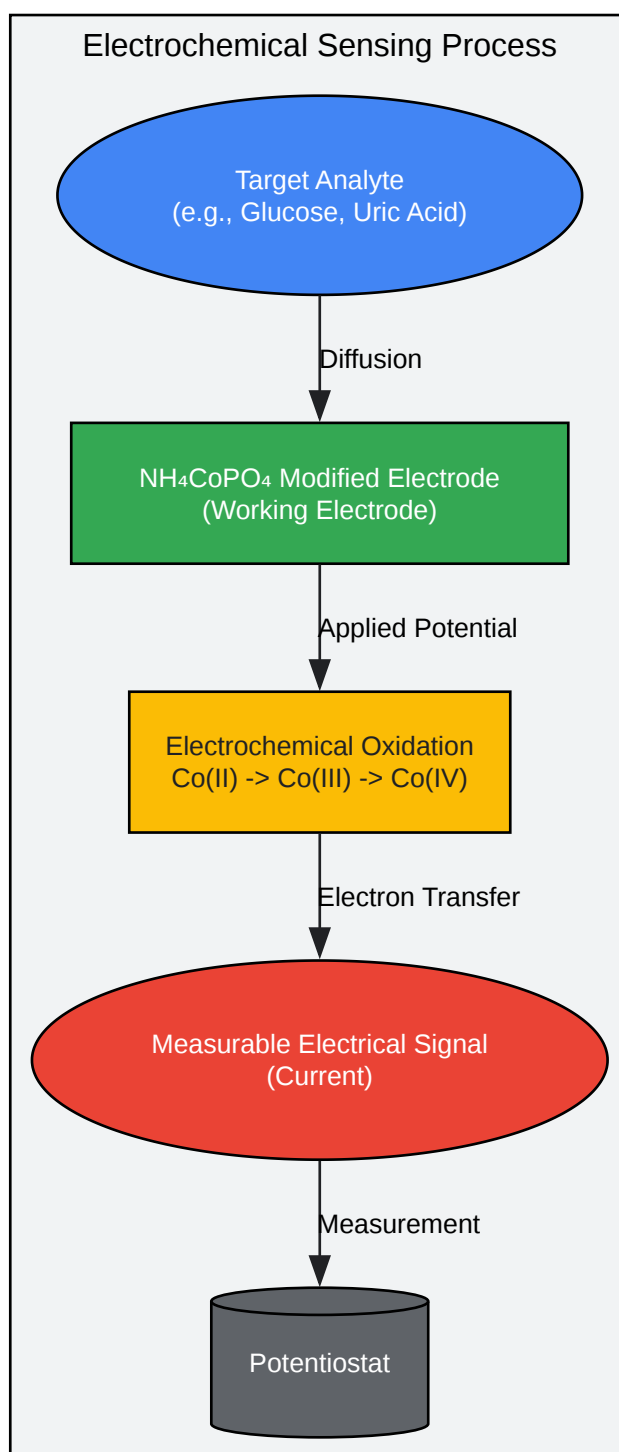 Electrochemical Sensing Process
Target Analyte
(e.g., Glucose, Uric Acid)
Diffusion
NH₄CoPO₄ Modified Electrode
(Working Electrode)
Applied Potential
Electrochemical Oxidation
Co(II) -> Co(III) -> Co(IV)
Electron Transfer
Measurable Electrical Signal
(Current)
Measurement
Potentiostat